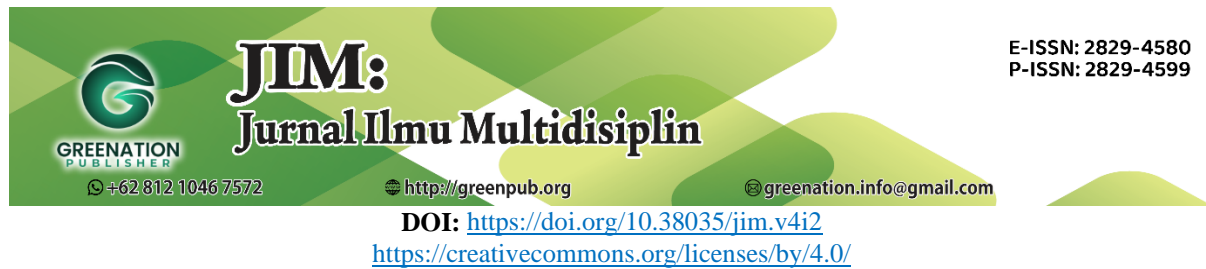 JIM:
Jurnal Ilmu Multidisiplin
E-ISSN: 2829-4580
P-ISSN: 2829-4599
GREENATION
PUBLISHER
+62 812 1046 7572
http://greenpub.org
greenation.info@gmail.com
DOI: https://doi.org/10.38035/jim.v4i2
https://creativecommons.org/licenses/by/4.0/